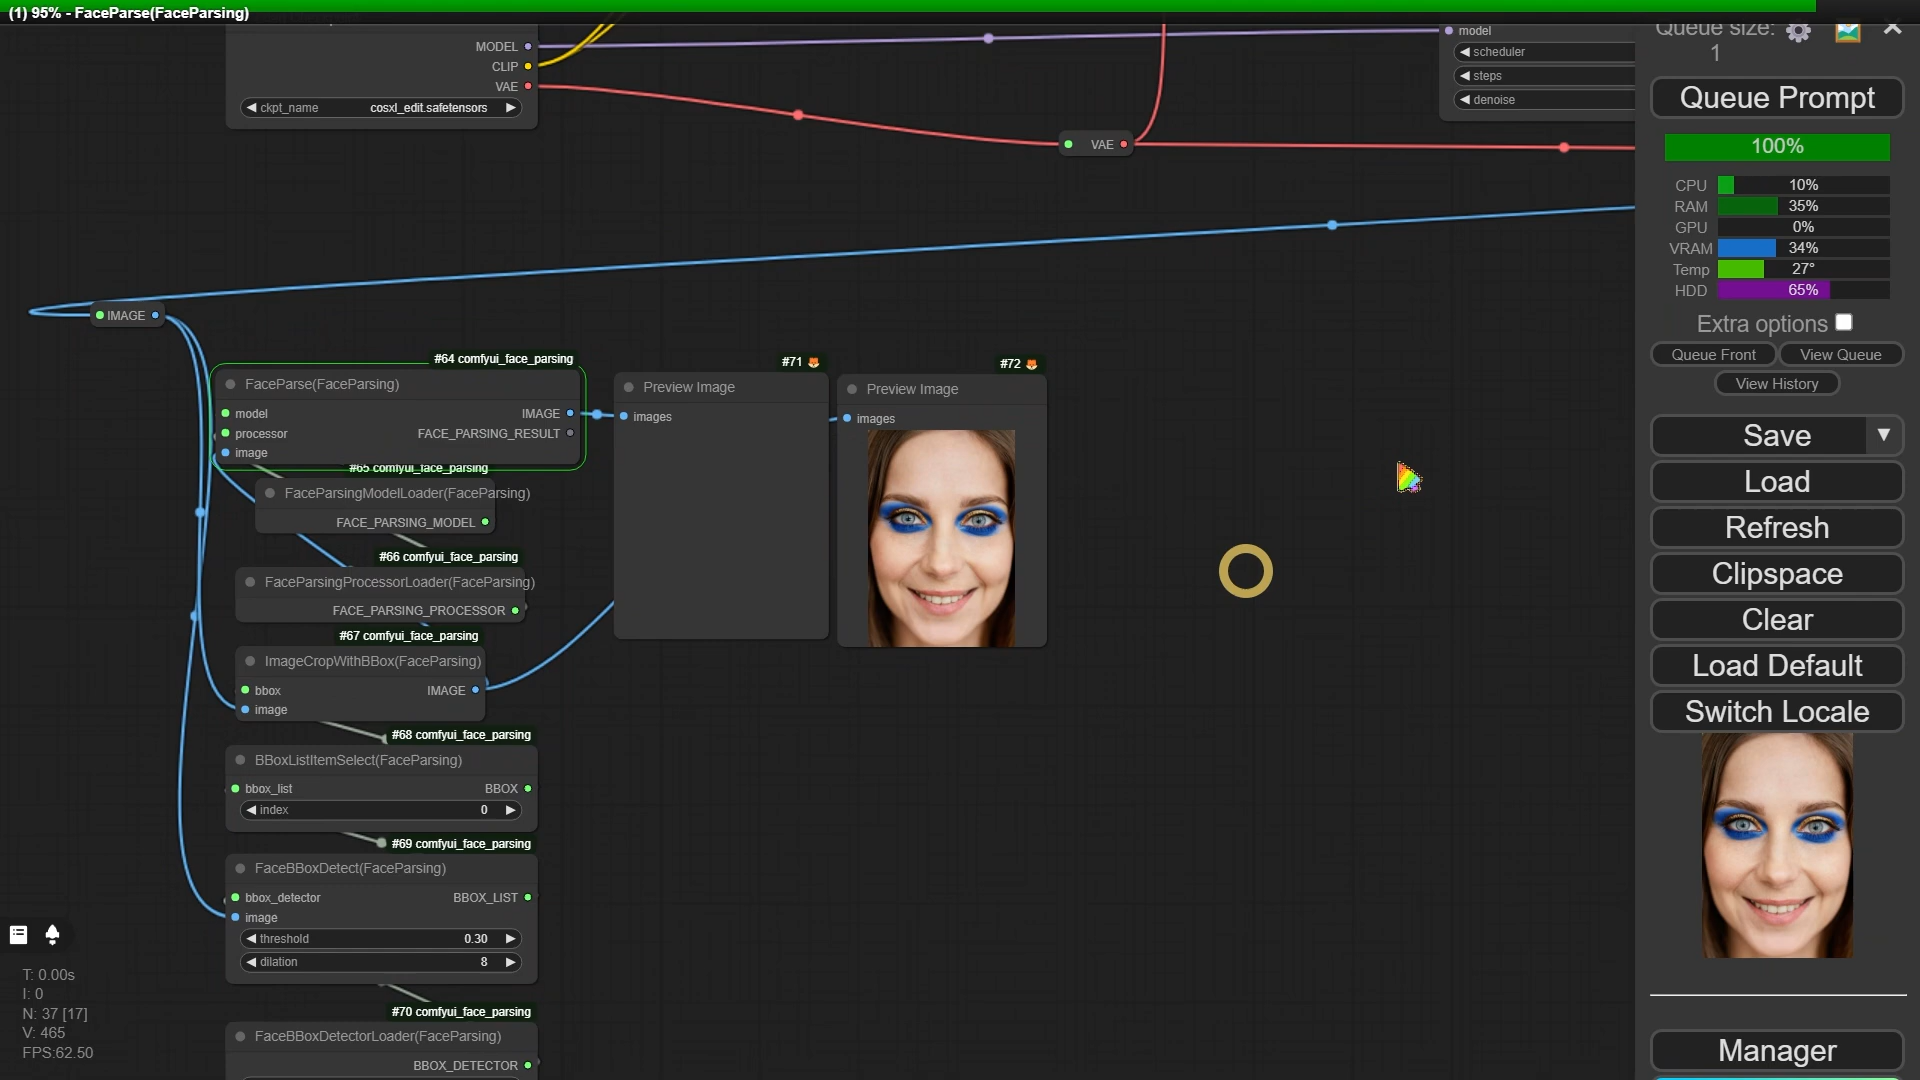 (1) 95% - FaceParse(FaceParsing)
MODEL
CLIP
VAE
ckpt_name cosxl_edit.safetensors
VAE
model
scheduler
steps
denoise
IMAGE
#64 comfyui_face_parsing
FaceParse(FaceParsing)
model IMAGE
processor FACE_PARSING_RESULT
image
#65 comfyui_face_parsing
FaceParsingModelLoader(FaceParsing)
FACE_PARSING_MODEL
#66 comfyui_face_parsing
FaceParsingProcessorLoader(FaceParsing)
FACE_PARSING_PROCESSOR
#67 comfyui_face_parsing
ImageCropWithBBox(FaceParsing)
bbox IMAGE
image
#68 comfyui_face_parsing
BBoxListItemSelect(FaceParsing)
bbox_list BBOX
index 0
#69 comfyui_face_parsing
FaceBBoxDetect(FaceParsing)
bbox_detector BBOX_LIST
image
threshold 0.30
dilation 8
#70 comfyui_face_parsing
FaceBBoxDetectorLoader(FaceParsing)
BBOX_DETECTOR
#71
Preview Image
images
#72
Preview Image
images
T: 0.00s
I: 0
N: 37 [17]
V: 465
FPS:62.50
Queue size:
1
Queue Prompt
100%
CPU 10%
RAM 35%
GPU 0%
VRAM 34%
Temp 27°
HDD 65%
Extra options
Queue Front View Queue
View History
Save
Load
Refresh
Clipspace
Clear
Load Default
Switch Locale
Manager